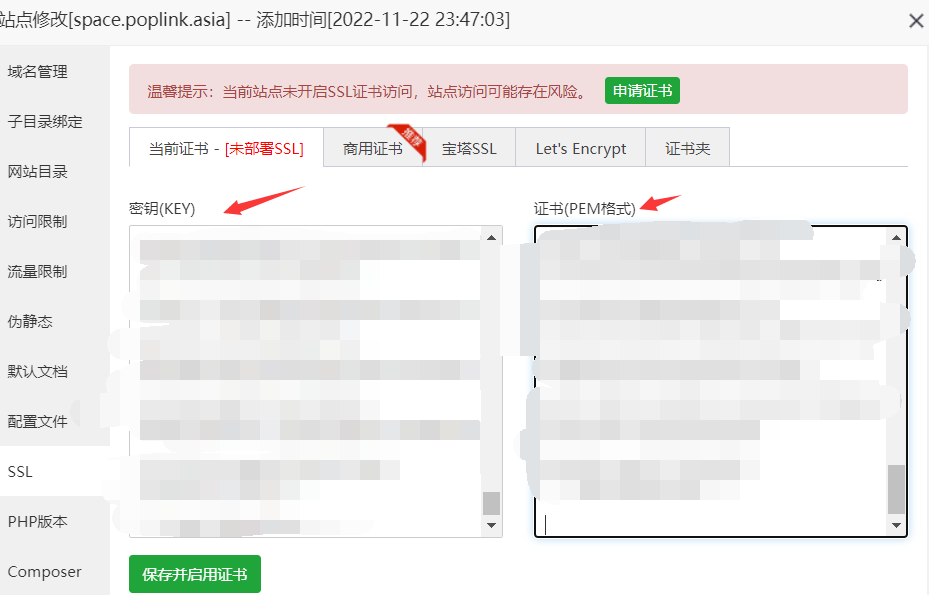 站点修改[space.poplink.asia] -- 添加时间[2022-11-22 23:47:03]
域名管理
子目录绑定
网站目录
访问限制
流量限制
伪静态
默认文档
配置文件
SSL
PHP版本
Composer
温馨提示：当前站点未开启SSL证书访问，站点访问可能存在风险。 申请证书
当前证书 - [未部署SSL] 商用证书 推荐 宝塔SSL Let's Encrypt 证书夹
密钥(KEY) 证书(PEM格式)
保存并启用证书